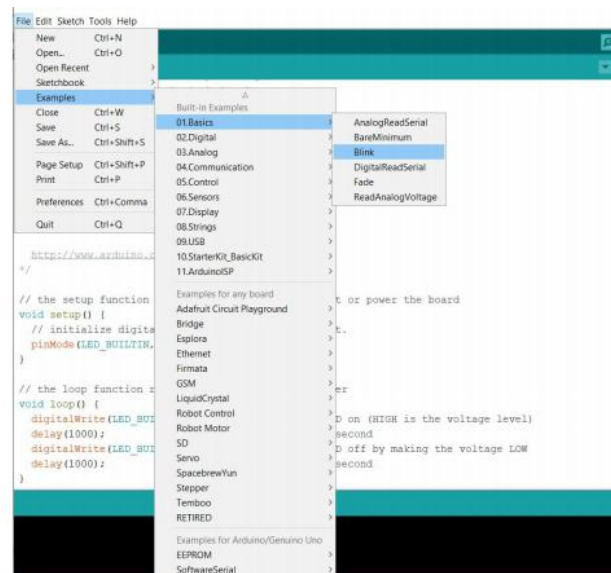 File Edit Sketch Tools Help
New Ctrl+N
Open... Ctrl+O
Open Recent
Sketchbook
Examples
Close Ctrl+W
Save Ctrl+S
Save As... Ctrl+Shift+S
Page Setup Ctrl+Shift+P
Print Ctrl+P
Preferences Ctrl+Comma
Quit Ctrl+Q
Built-in Examples
01.Basics
02.Digital
03.Analog
04.Communication
05.Control
06.Sensors
07.Display
08.Strings
09.USB
10.StarterKit_BasicKit
11.ArduinoISP
Examples for any board
Adafruit Circuit Playground
Bridge
Esplora
Ethernet
Firmata
GSM
LiquidCrystal
Robot Control
Robot Motor
SD
Servo
SpacebrewYun
Stepper
Temboo
RETIRED
Examples for Arduino/Genuino Uno
EEPROM
SoftwareSerial
AnalogReadSerial
BareMinimum
Blink
DigitalReadSerial
Fade
ReadAnalogVoltage
http://www.arduino.c
*/
// the setup function t or power the board
void setup() {
// initialize digita t.
pinMode(LED_BUILTIN,
}
// the loop function r er
void loop() {
digitalWrite(LED_BUI D on (HIGH is the voltage level)
delay(1000); second
digitalWrite(LED_BUI D off by making the voltage LOW
delay(1000); second
}